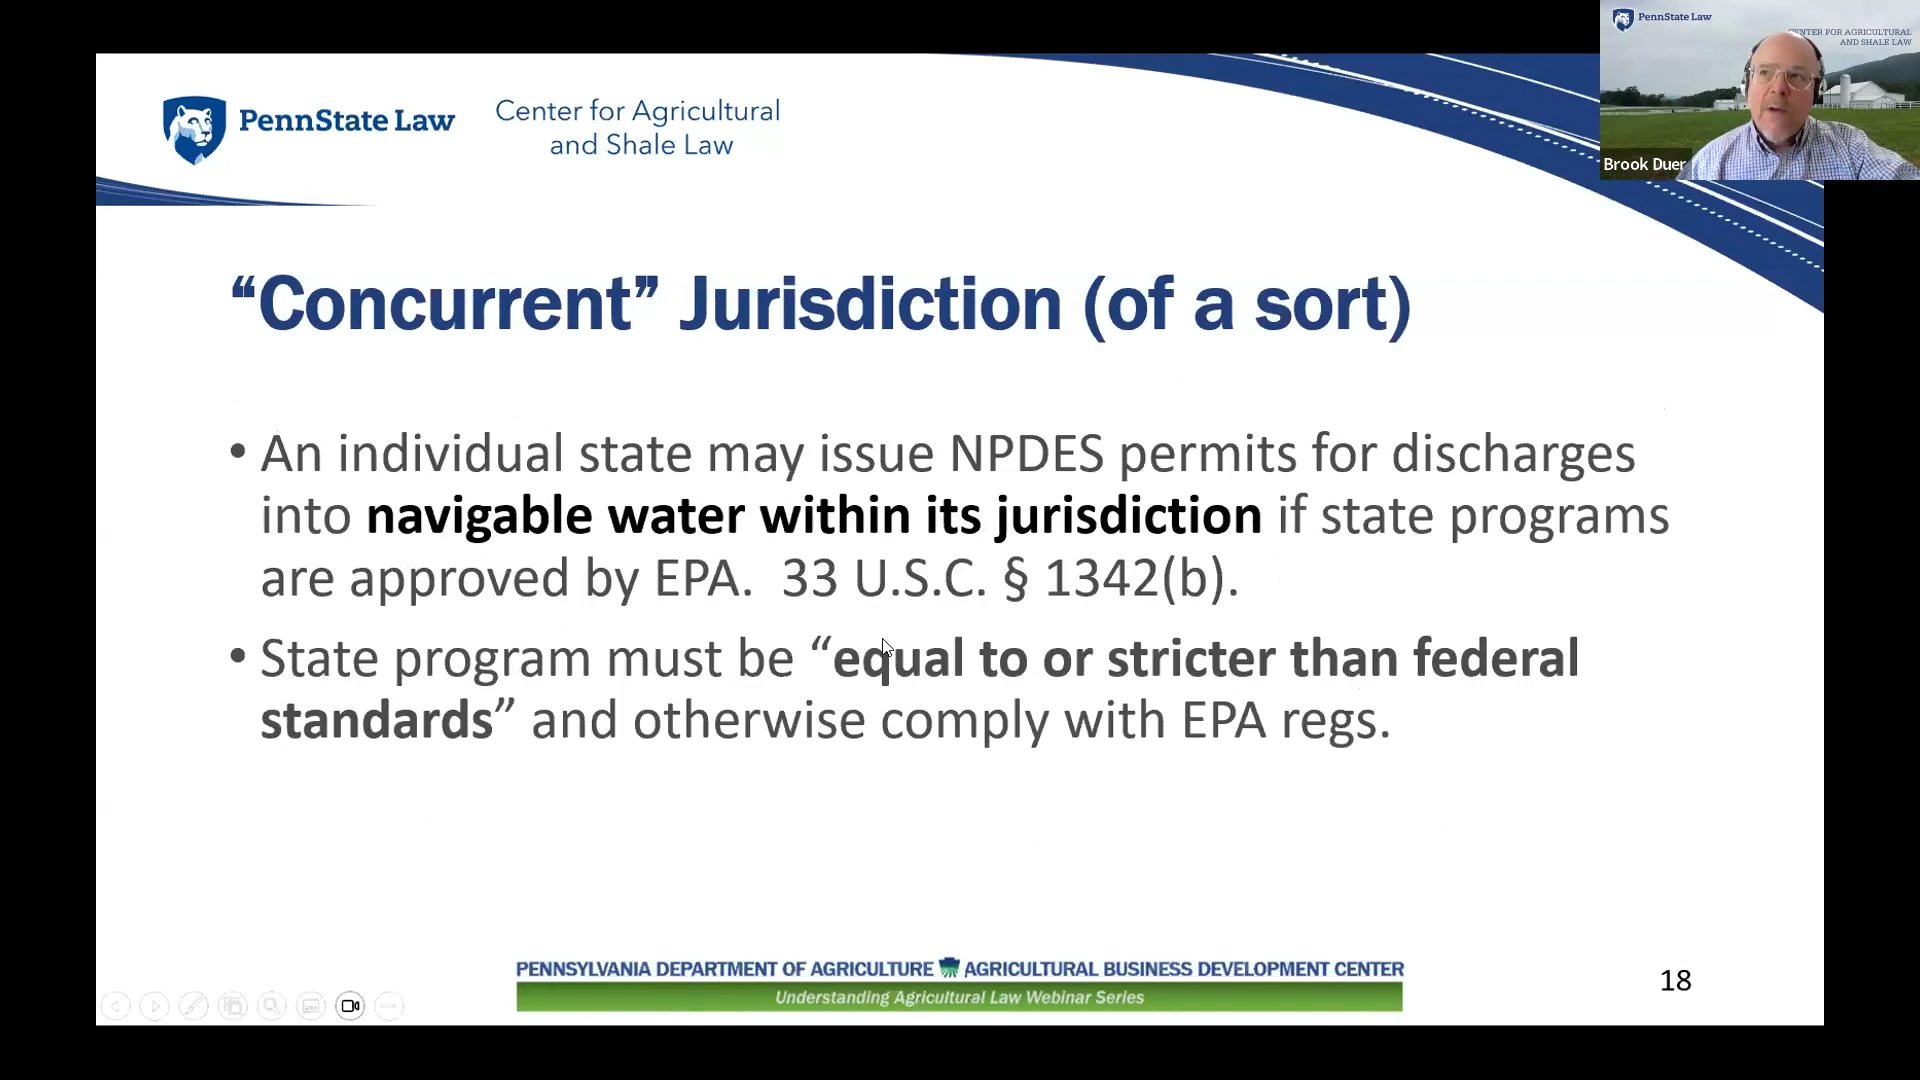 PennState Law
Center for Agricultural
and Shale Law
PennState Law
CENTER FOR AGRICULTURAL
AND SHALE LAW
Brook Duer
“Concurrent” Jurisdiction (of a sort)
• An individual state may issue NPDES permits for discharges
into navigable water within its jurisdiction if state programs
are approved by EPA.  33 U.S.C. § 1342(b).
• State program must be “equal to or stricter than federal
standards” and otherwise comply with EPA regs.
PENNSYLVANIA DEPARTMENT OF AGRICULTURE AGRICULTURAL BUSINESS DEVELOPMENT CENTER
Understanding Agricultural Law Webinar Series
18